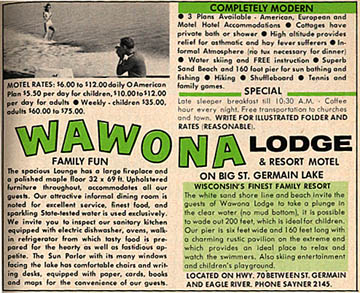 COMPLETELY MODERN
● 3 Plans Available - American, European and
Motel Hotel Accommodations ● Cottages have
private bath or shower ● High altitude provides
relief for asthmatic and hay fever sufferers ● In-
formal Atmosphere (no tux necessary for dinner)
● Water skiing and FREE instruction ● Superb
Sand Beach and 160 pier for sun bathing and
fishing ● Hiking ● Shuffleboard ● Tennis and
family games.
SPECIAL
Late sleeper breakfast till 10:30 A.M. - Coffee
hour every night. Free transportation to churches
and town. WRITE FOR ILLUSTRATED FOLDER AND
RATES (REASONABLE).
MOTEL RATES: $6.00 to $12.00 daily O American
Plan $5.50 per day for children, $10.00 to $12.00
per day for adults ● Weekly - children $35.00,
adults $60.00 to $75.00.
WAWONA LODGE
& RESORT MOTEL
ON BIG ST. GERMAIN LAKE
FAMILY FUN
The spacious Lounge has a large fireplace and
a polished maple floor 32 x 69 ft. Upholstered
furniture throughout, accommodates all our
guests. Our attractive informal dining room is
noted for excellent service, finest food, and
sparkling State-tested water is used exclusively.
We invite you to inspect our sanitary kitchen
equipped with electric dishwasher, ovens, walk-
in refrigerator from which tasty food is pre-
pared for the hearty as well as fastidious ap-
petite. The Sun Parlor with its many windows
facing the lake has comfortable chairs and writ-
ing desks, equipped with paper, cards, books
and maps for the convenience of our guests.
WISCONSIN'S FINEST FAMILY RESORT
The white sand shore line and beach invite the
guests of Wawona Lodge to take a plunge in
the clear water (no mud bottom), it is possible
to wade out 200 feet, which is ideal for children.
Our pier is six feet wide and 160 feet long with
a charming rustic pavilion on the extreme end
which provides an ideal place to relax and
watch the swimmers. Also skiing entertainment
and children's playground.
LOCATED ON HWY. 70 BETWEEN ST. GERMAIN
AND EAGLE RIVER. PHONE SAYNER 2145.